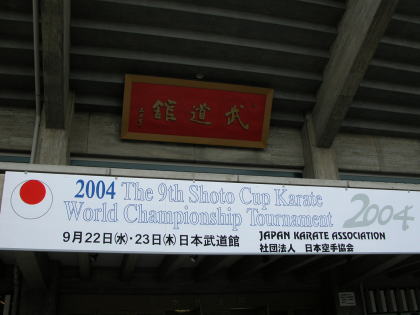 武道館
2004 The 9th Shoto Cup Karate
World Championship Tournament
2004
9月22日㈬・23日㈭日本武道館
JAPAN KARATE ASSOCIATION
社団法人 日本空手協会